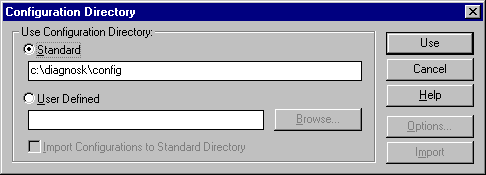 Configuration Directory
Use Configuration Directory:
Standard
c:\diagnosk\config
User Defined
Browse...
Import Configurations to Standard Directory
Use
Cancel
Help
Options...
Import